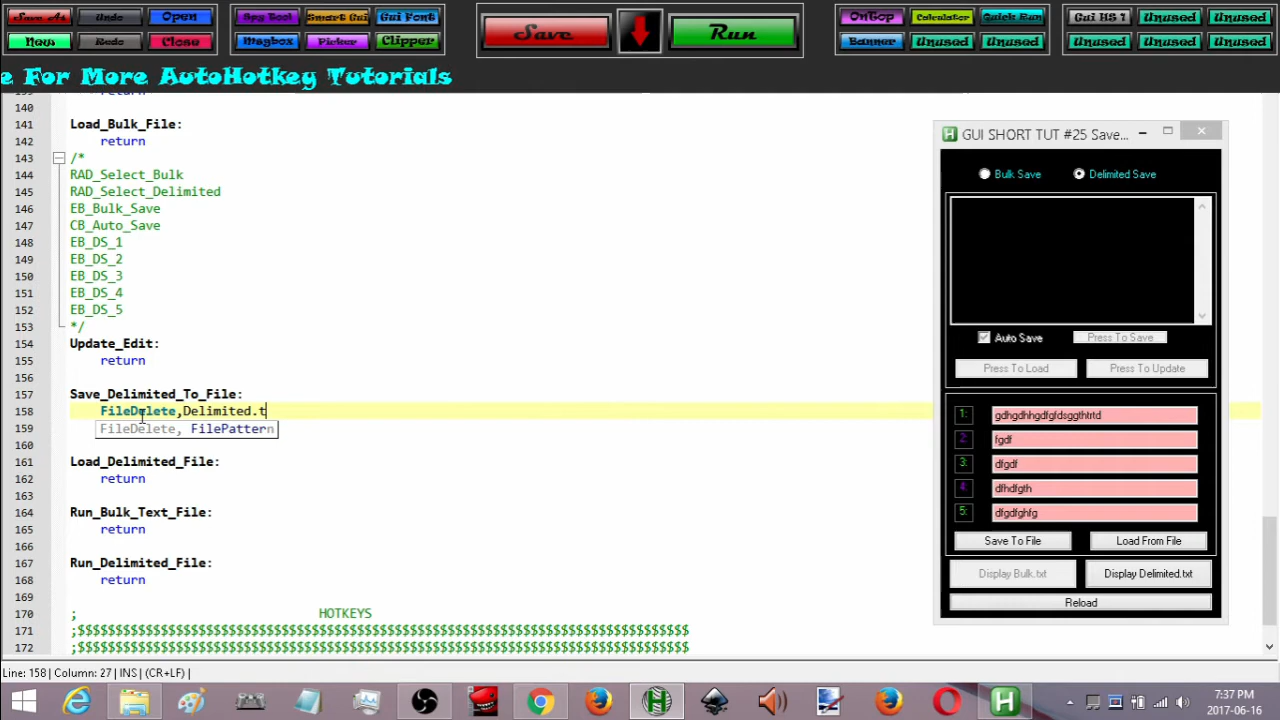 Save As Undo Open Spy Tool Smart Gui Gui Font Save Run OnTop Calculator Quick Run Gui HS 1 Unused Unused
New Redo Close Msgbox Picker Clipper Banner Unused Unused Unused Unused Unused
e For More AutoHotkey Tutorials
140
141 Load_Bulk_File:
142 return
143 /*
144 RAD_Select_Bulk
145 RAD_Select_Delimited
146 EB_Bulk_Save
147 CB_Auto_Save
148 EB_DS_1
149 EB_DS_2
150 EB_DS_3
151 EB_DS_4
152 EB_DS_5
153 */
154 Update_Edit:
155 return
156
157 Save_Delimited_To_File:
158 FileDelete,Delimited.t
159 FileDelete, FilePattern
160
161 Load_Delimited_File:
162 return
163
164 Run_Bulk_Text_File:
165 return
166
167 Run_Delimited_File:
168 return
169
170 ; HOTKEYS
171 ;$$$$$$$$$$$$$$$$$$$$$$$$$$$$$$$$$$$$$$$$$$$$$$$$$$$$$$$$$$$$$$$$$$$$$$$$$$$$$$$$$
172 ;$$$$$$$$$$$$$$$$$$$$$$$$$$$$$$$$$$$$$$$$$$$$$$$$$$$$$$$$$$$$$$$$$$$$$$$$$$$$$$$$$
GUI SHORT TUT #25 Save...
Bulk Save Delimited Save
Auto Save Press To Save
Press To Load Press To Update
1: gdhgdhhgdfgfdsggthtrtd
2: fgdf
3: dfgdf
4: dfhdfgth
5: dfgdfghfg
Save To File Load From File
Display Bulk.txt Display Delimited.txt
Reload
Line: 158 | Column: 27 | INS | (CR+LF) |
7:37 PM
2017-06-16